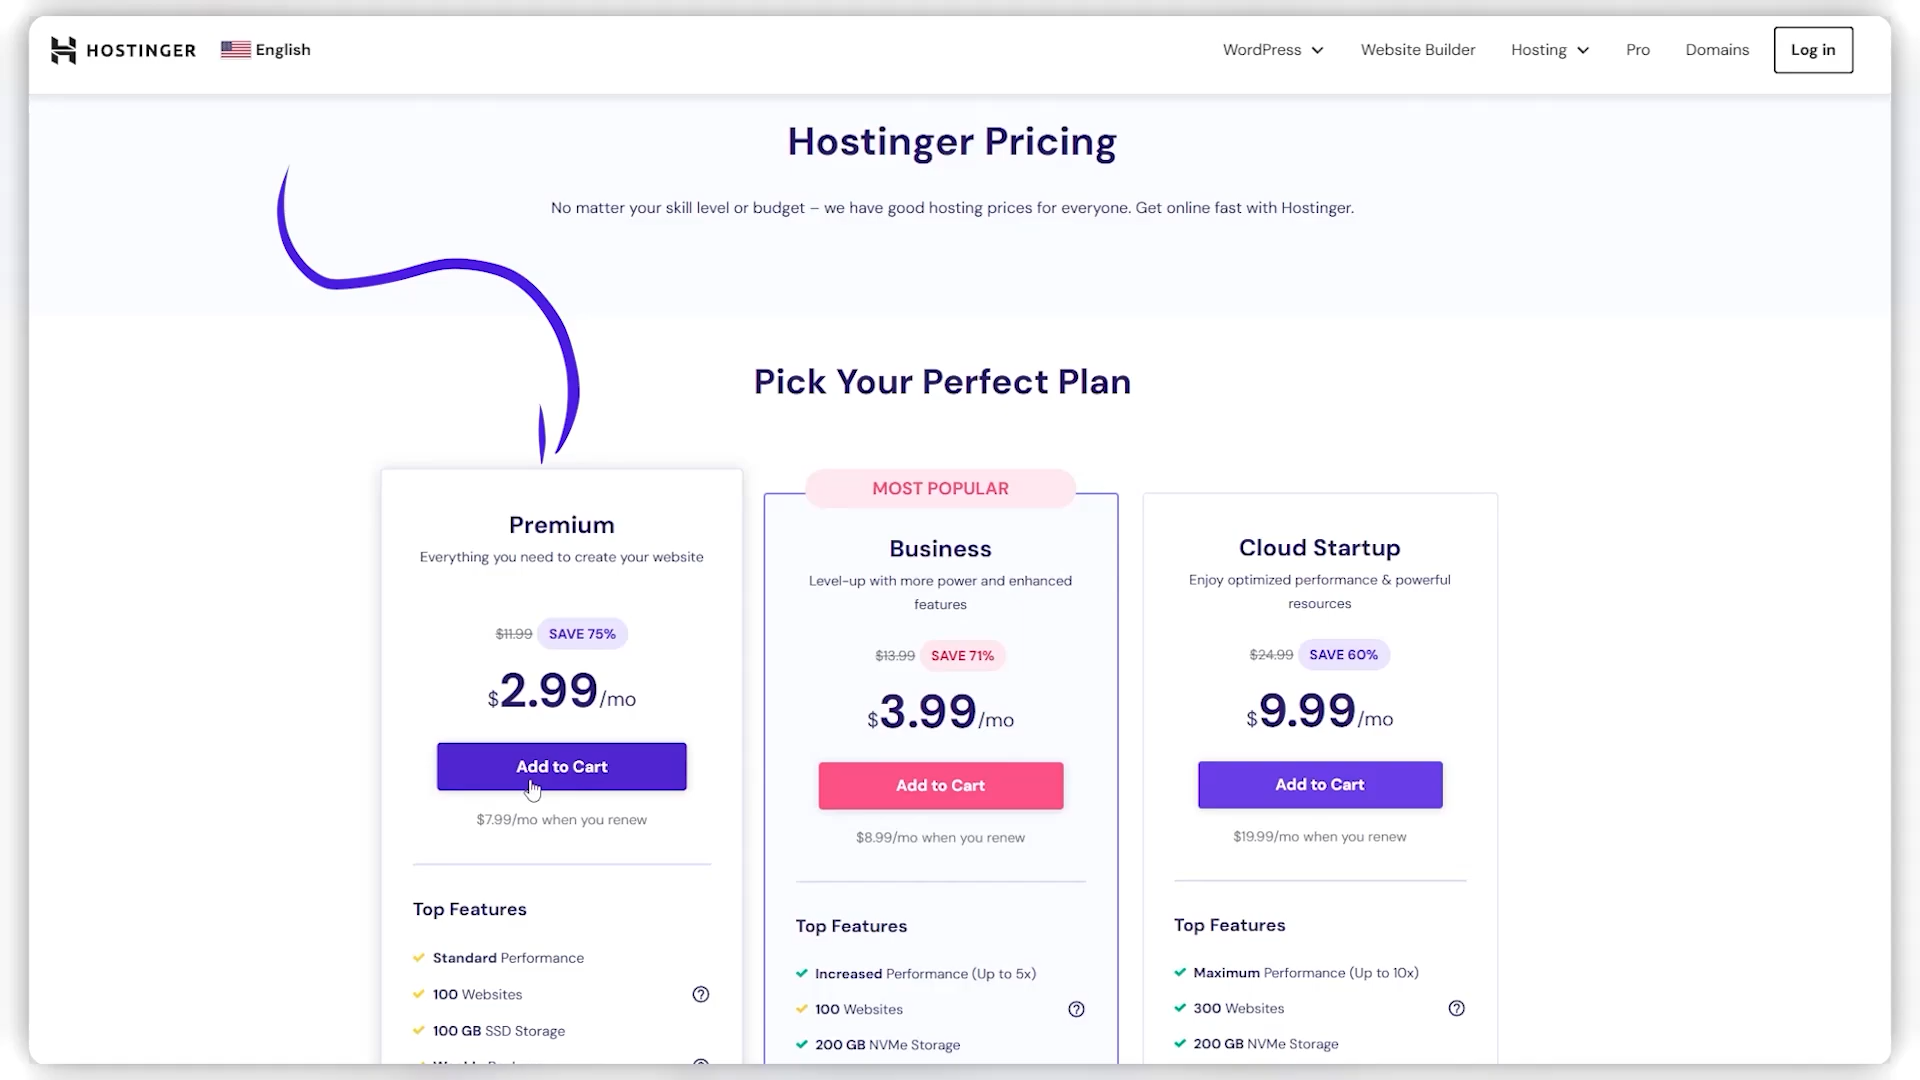 HOSTINGER
English
WordPress
Website Builder
Hosting
Pro
Domains
Log in
Hostinger Pricing
No matter your skill level or budget – we have good hosting prices for everyone. Get online fast with Hostinger.
Pick Your Perfect Plan
Premium
Everything you need to create your website
$11.99 SAVE 75%
$2.99/mo
Add to Cart
$7.99/mo when you renew
Top Features
Standard Performance
100 Websites
100 GB SSD Storage
MOST POPULAR
Business
Level-up with more power and enhanced
features
$13.99 SAVE 71%
$3.99/mo
Add to Cart
$8.99/mo when you renew
Top Features
Increased Performance (Up to 5x)
100 Websites
200 GB NVMe Storage
Cloud Startup
Enjoy optimized performance & powerful
resources
$24.99 SAVE 60%
$9.99/mo
Add to Cart
$19.99/mo when you renew
Top Features
Maximum Performance (Up to 10x)
300 Websites
200 GB NVMe Storage